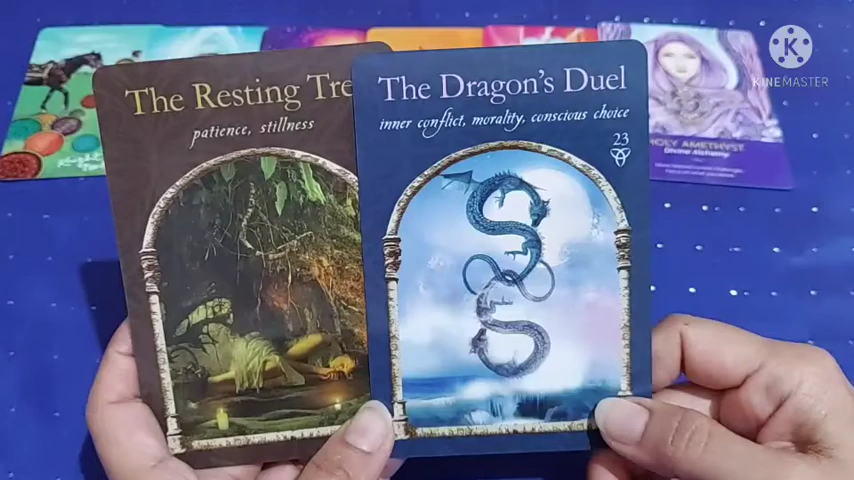 The Resting Tre
patience, stillness
The Dragon's Duel
inner conflict, morality, conscious choice
23
K
KINEMASTER
HOLY AMETHYST
Divine Alchemy